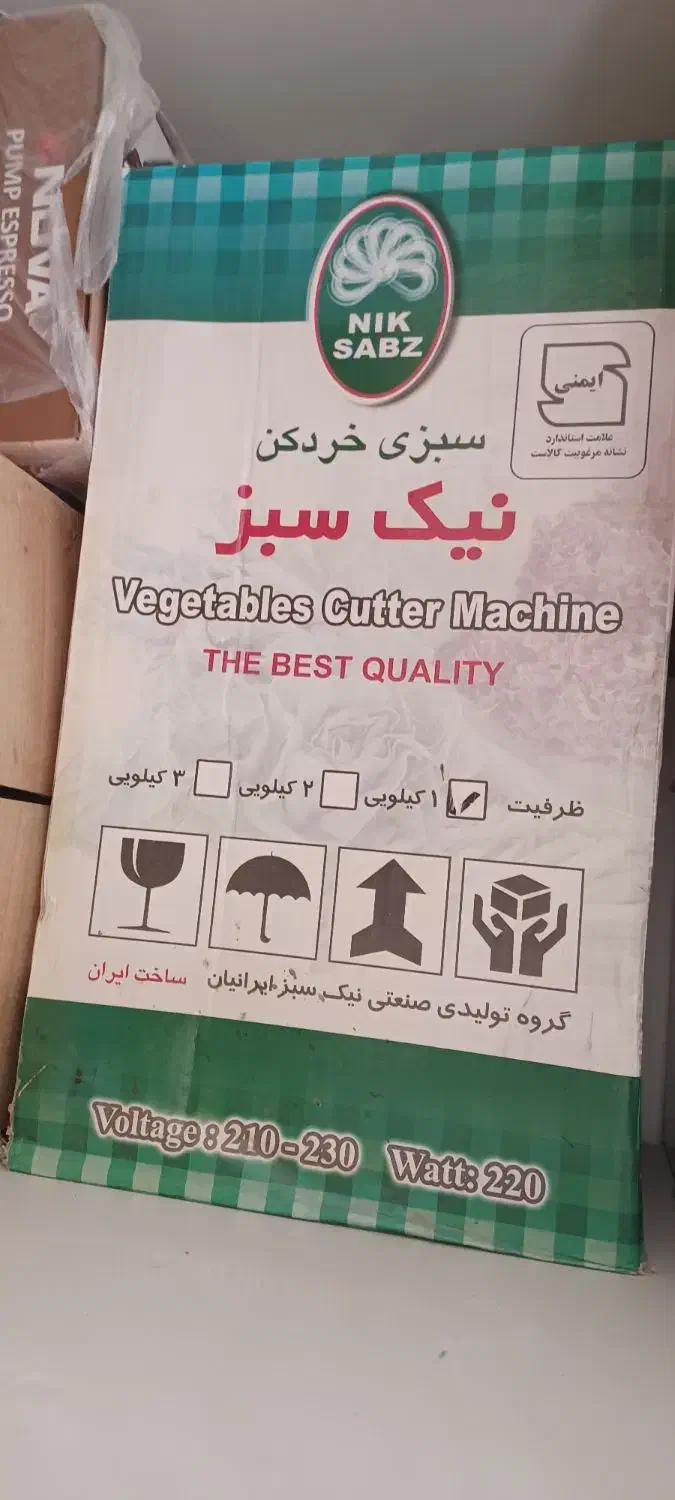 NOVA
PUMP ESPRESSO
NIK
SABZ
ایمنی
علامت استاندارد
نشانه مرغوبیت کالاست
سبزی خردکن
نیک سبز
Vegetables Cutter Machine
THE BEST QUALITY
ظرفیت ۱ کیلویی ۲ کیلویی ۳ کیلویی
گروه تولیدی صنعتی نیک سبز ایرانیان ساخت ایران
Voltage : 210 - 230 Watt: 220